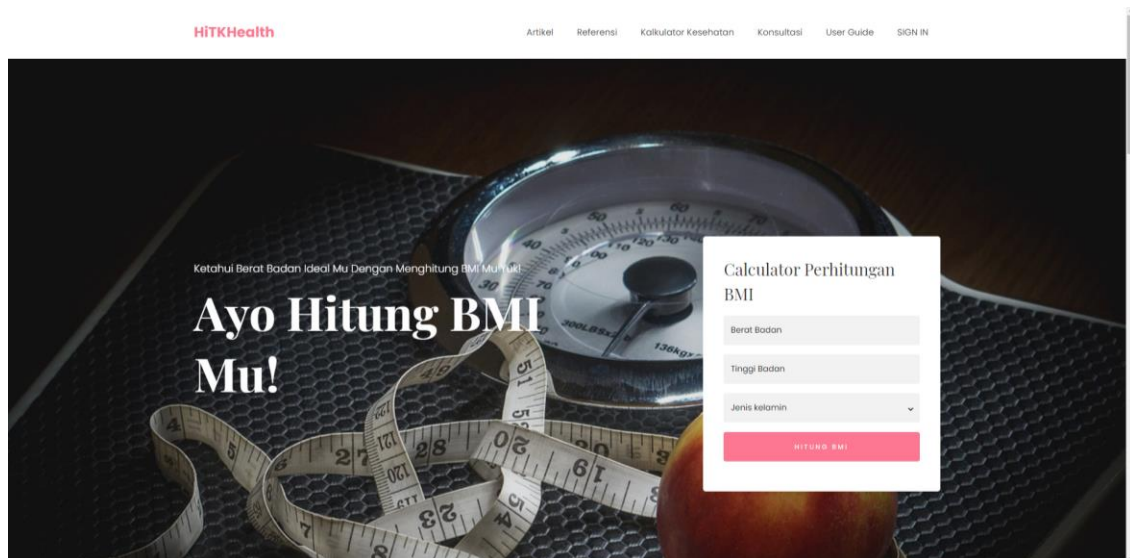 HiTKHealth
Artikel Referensi Kalkulator Kesehatan Konsultasi User Guide SIGN IN
Ketahui Berat Badan Ideal Mu Dengan Menghitung BMI Mu Yuk!
Ayo Hitung BMI
Mu!
Calculator Perhitungan
BMI
Berat Badan
Tinggi Badan
Jenis kelamin
HITUNG BMI